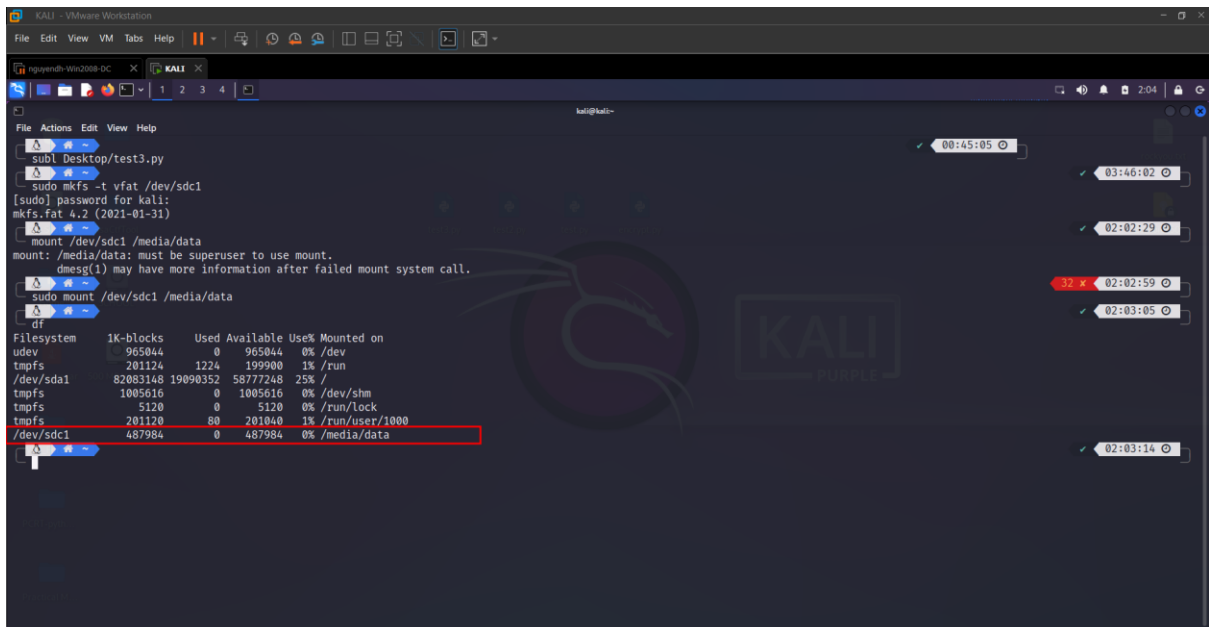 KALI - VMware Workstation
File Edit View VM Tabs Help
nguyendh-Win2008-DC KALI
1 2 3 4 2:04
kali@kali:~
File Actions Edit View Help
~ 00:45:05
subl Desktop/test3.py
~ 03:46:02
sudo mkfs -t vfat /dev/sdc1
[sudo] password for kali:
mkfs.fat 4.2 (2021-01-31)
~ 02:02:29
mount /dev/sdc1 /media/data
mount: /media/data: must be superuser to use mount.
dmesg(1) may have more information after failed mount system call.
~ 32 x 02:02:59
sudo mount /dev/sdc1 /media/data
~ 02:03:05
df
Filesystem 1K-blocks Used Available Use% Mounted on
udev 965044 0 965044 0% /dev
tmpfs 201124 1224 199900 1% /run
/dev/sda1 82083148 19090352 58777248 25% /
tmpfs 1005616 0 1005616 0% /dev/shm
tmpfs 5120 0 5120 0% /run/lock
tmpfs 201120 80 201040 1% /run/user/1000
/dev/sdc1 487984 0 487984 0% /media/data
~ 02:03:14
KALI
PURPLE